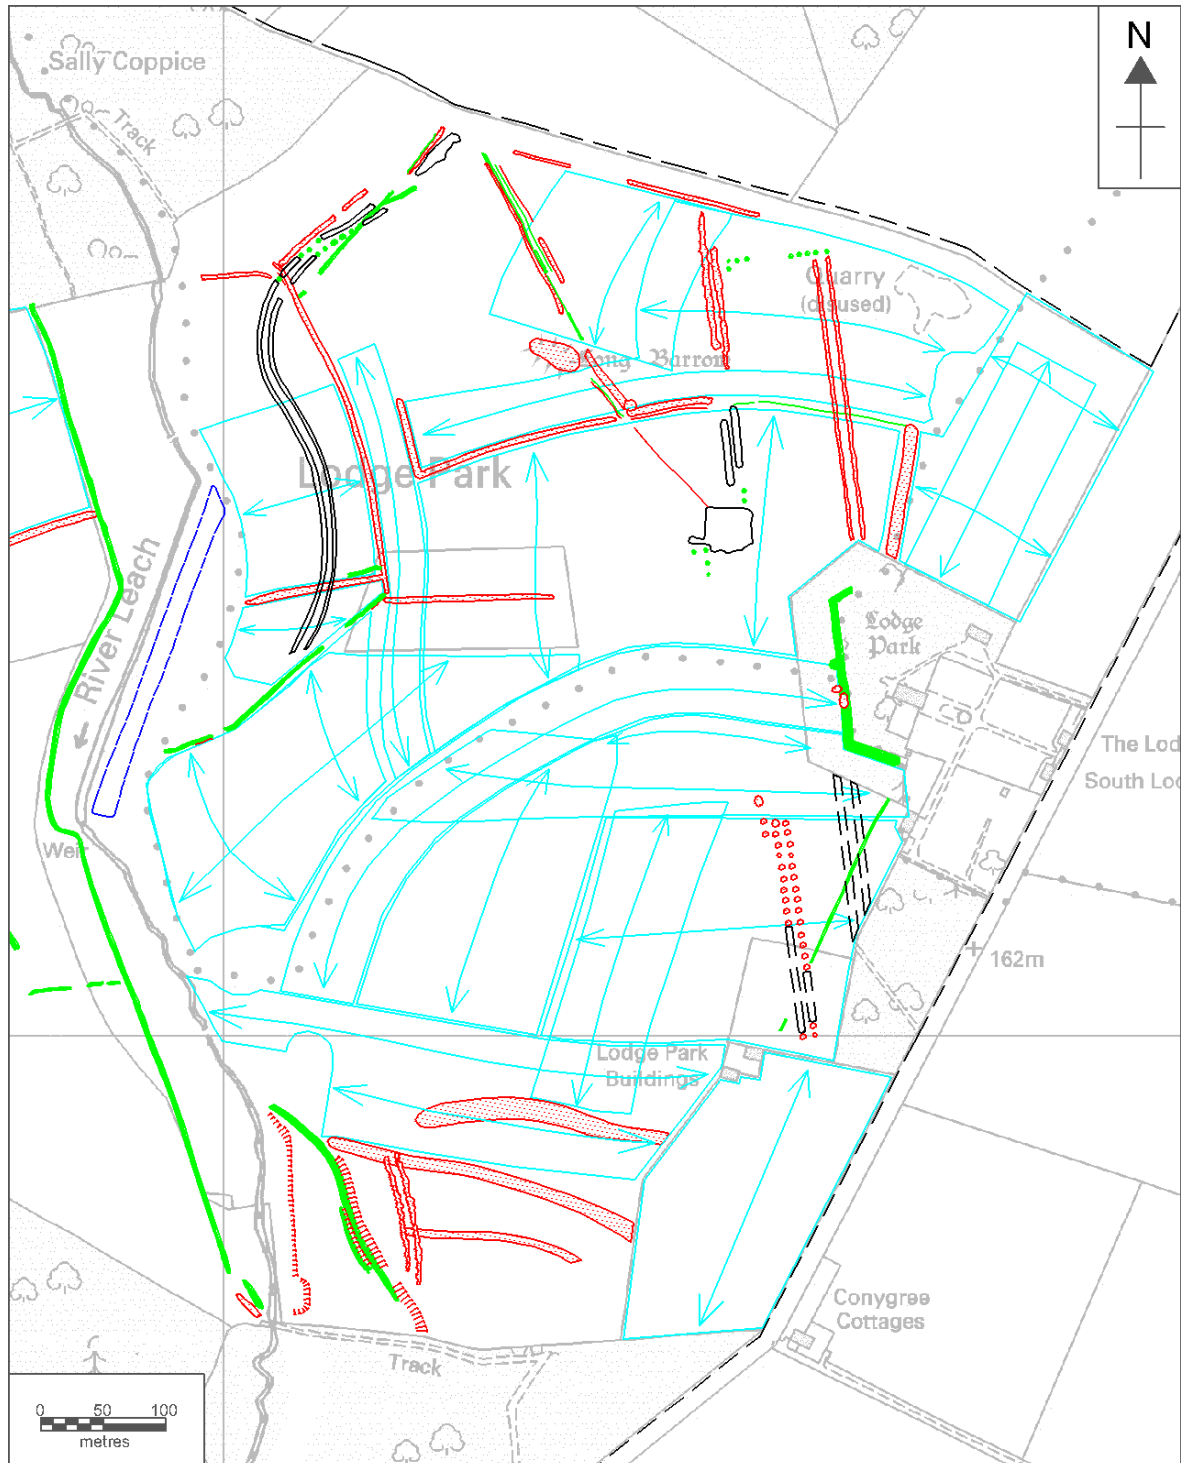 N
Sally Coppice
Track
Quarry
(disused)
Long Barrow
Lodge Park
River Leach
Lodge
Park
The Lod
South Loc
Weir
162m
Lodge Park
Buildings
Conygree
Cottages
Track
0 50 100
metres